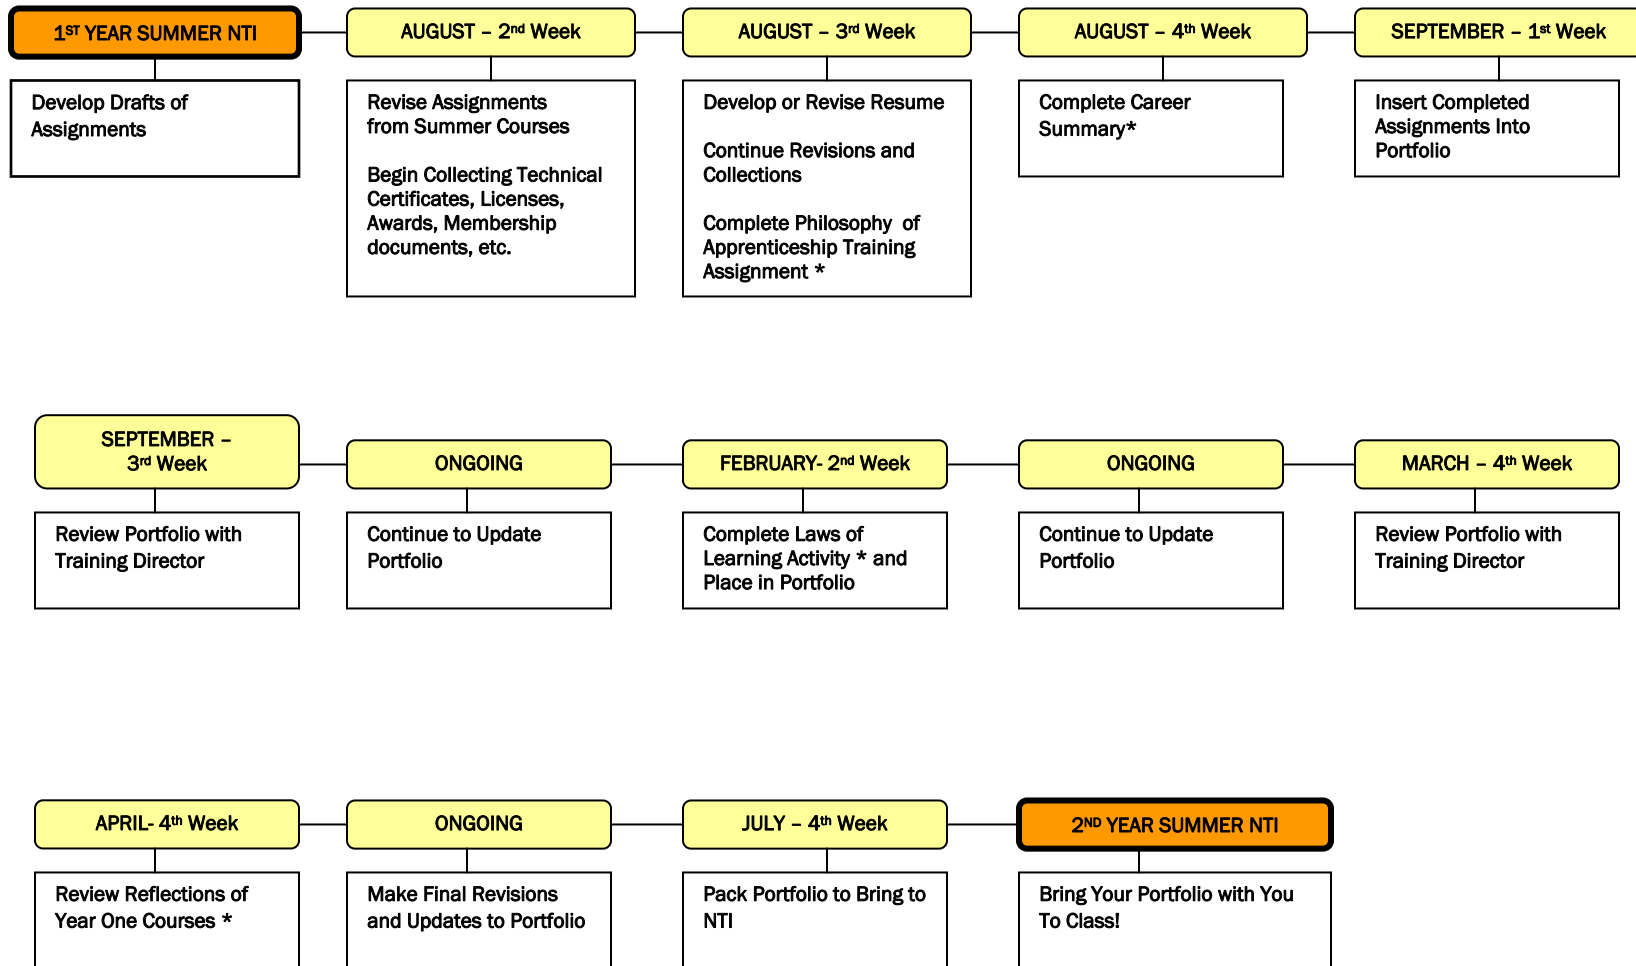 1ST YEAR SUMMER NTI
AUGUST – 2nd Week
AUGUST – 3rd Week
AUGUST – 4th Week
SEPTEMBER – 1st Week
Develop Drafts of
Assignments
Revise Assignments
from Summer Courses
Begin Collecting Technical
Certificates, Licenses,
Awards, Membership
documents, etc.
Develop or Revise Resume
Continue Revisions and
Collections
Complete Philosophy of
Apprenticeship Training
Assignment *
Complete Career
Summary*
Insert Completed
Assignments Into
Portfolio
SEPTEMBER –
3rd Week
ONGOING
FEBRUARY- 2nd Week
ONGOING
MARCH – 4th Week
Review Portfolio with
Training Director
Continue to Update
Portfolio
Complete Laws of
Learning Activity * and
Place in Portfolio
Continue to Update
Portfolio
Review Portfolio with
Training Director
APRIL- 4th Week
ONGOING
JULY – 4th Week
2ND YEAR SUMMER NTI
Review Reflections of
Year One Courses *
Make Final Revisions
and Updates to Portfolio
Pack Portfolio to Bring to
NTI
Bring Your Portfolio with You
To Class!